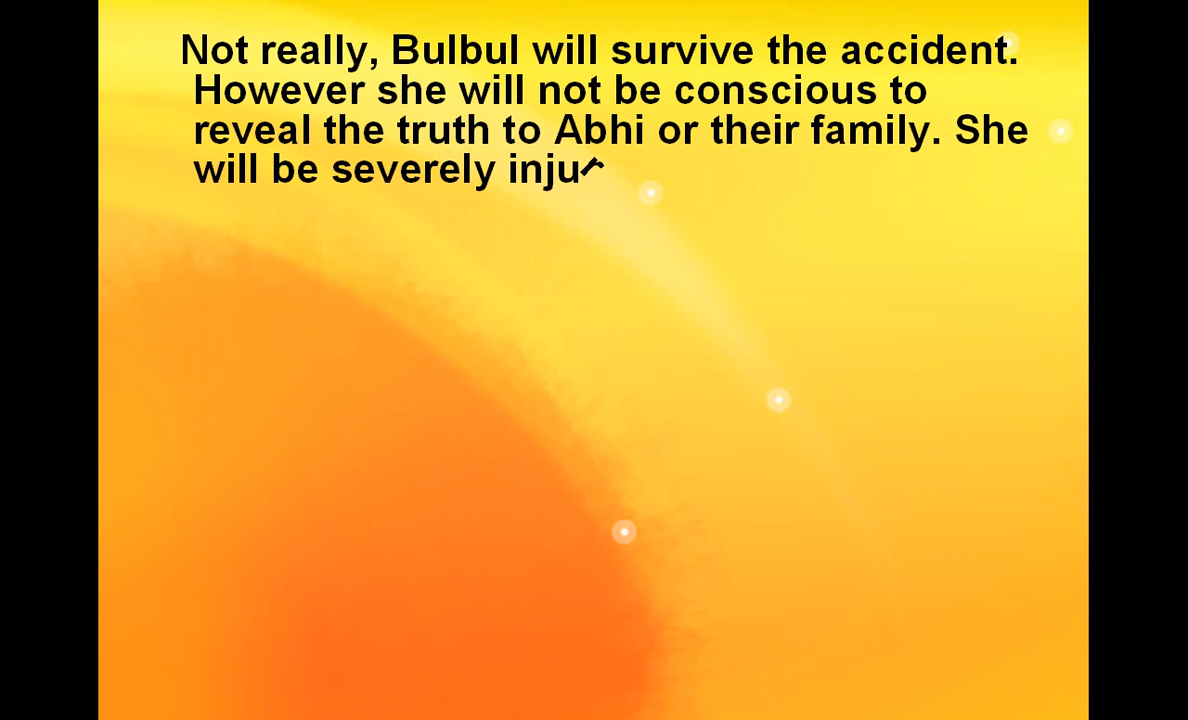 Not really, Bulbul will survive the accident.
However she will not be conscious to
reveal the truth to Abhi or their family. She
will be severely inju